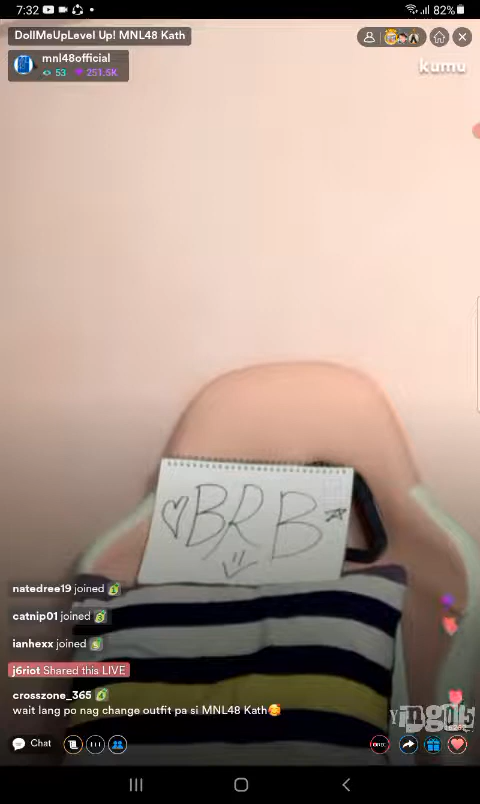 7:32
82%
DollMeUpLevel Up! MNL48 Kath
mnl48official
53 251.5K
kumu
BRB
natedree19 joined
catnip01 joined
ianhexx joined
j6riot Shared this LIVE
crosszone_365
wait lang po nag change outfit pa si MNL48 Kath
Chat